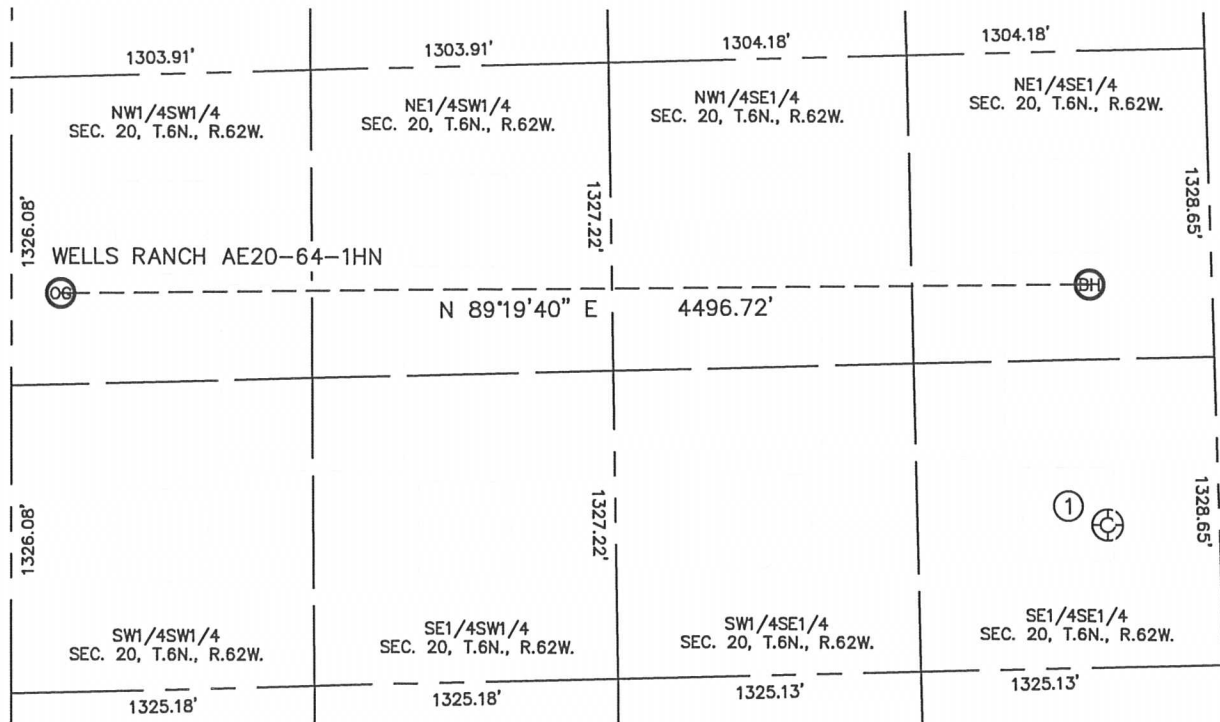 1303.91'
1303.91'
1304.18'
1304.18'
NW1/4SW1/4
SEC. 20, T.6N., R.62W.
NE1/4SW1/4
SEC. 20, T.6N., R.62W.
NW1/4SE1/4
SEC. 20, T.6N., R.62W.
NE1/4SE1/4
SEC. 20, T.6N., R.62W.
1326.08'
1327.22'
1328.65'
WELLS RANCH AE20-64-1HN
OG
BH
N 89°19'40" E 4496.72'
1326.08'
1327.22'
1
1328.65'
SW1/4SW1/4
SEC. 20, T.6N., R.62W.
SE1/4SW1/4
SEC. 20, T.6N., R.62W.
SW1/4SE1/4
SEC. 20, T.6N., R.62W.
SE1/4SE1/4
SEC. 20, T.6N., R.62W.
1325.18'
1325.18'
1325.13'
1325.13'